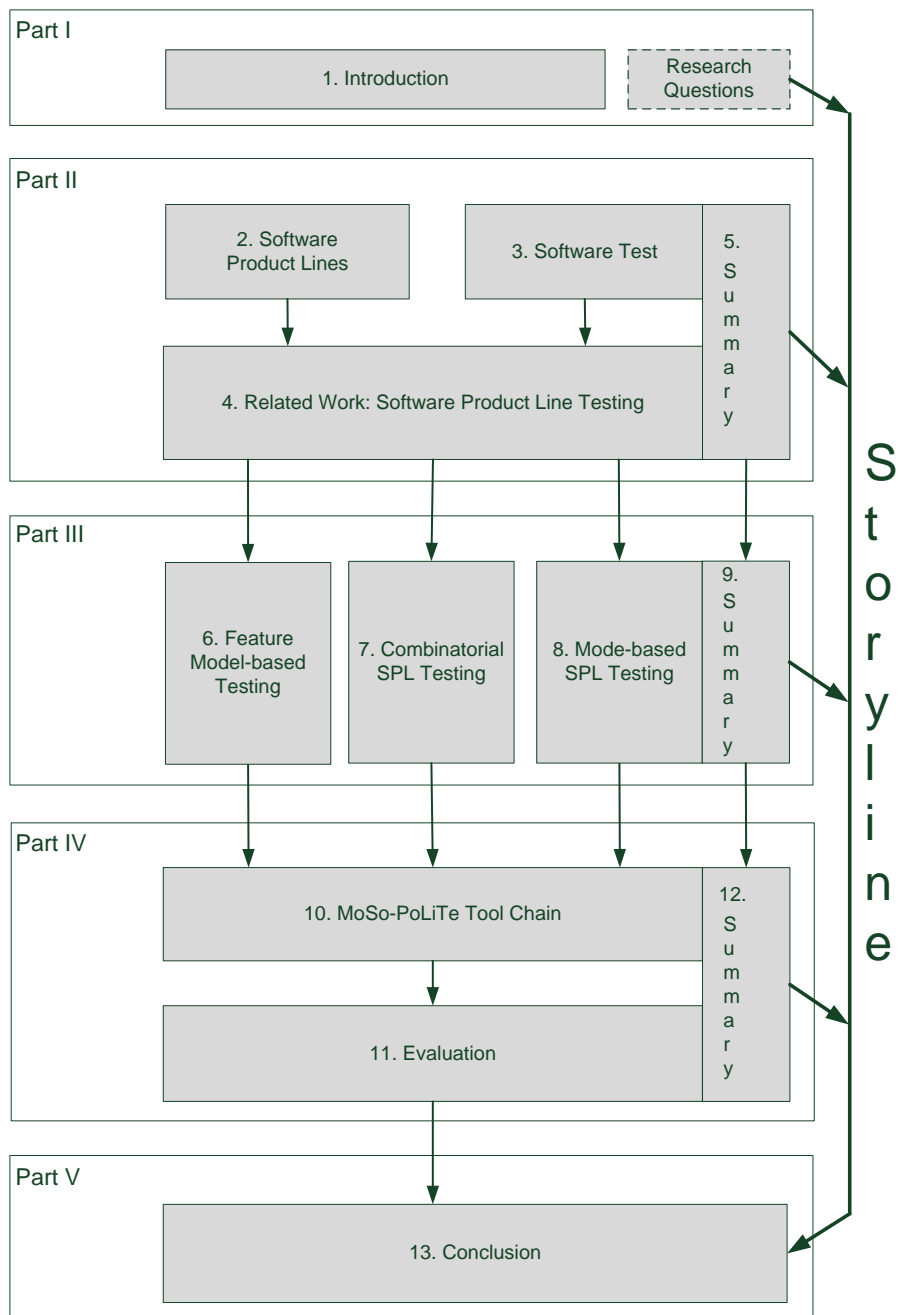 Part I
1. Introduction
Research
Questions
Part II
2. Software
Product Lines
3. Software Test
5.
S
u
m
m
a
r
y
4. Related Work: Software Product Line Testing
Part III
6. Feature
Model-based
Testing
7. Combinatorial
SPL Testing
8. Mode-based
SPL Testing
9.
S
u
m
m
a
r
y
Part IV
10. MoSo-PoLiTe Tool Chain
12.
S
u
m
m
a
r
y
11. Evaluation
Part V
13. Conclusion
S
t
o
r
y
l
i
n
e